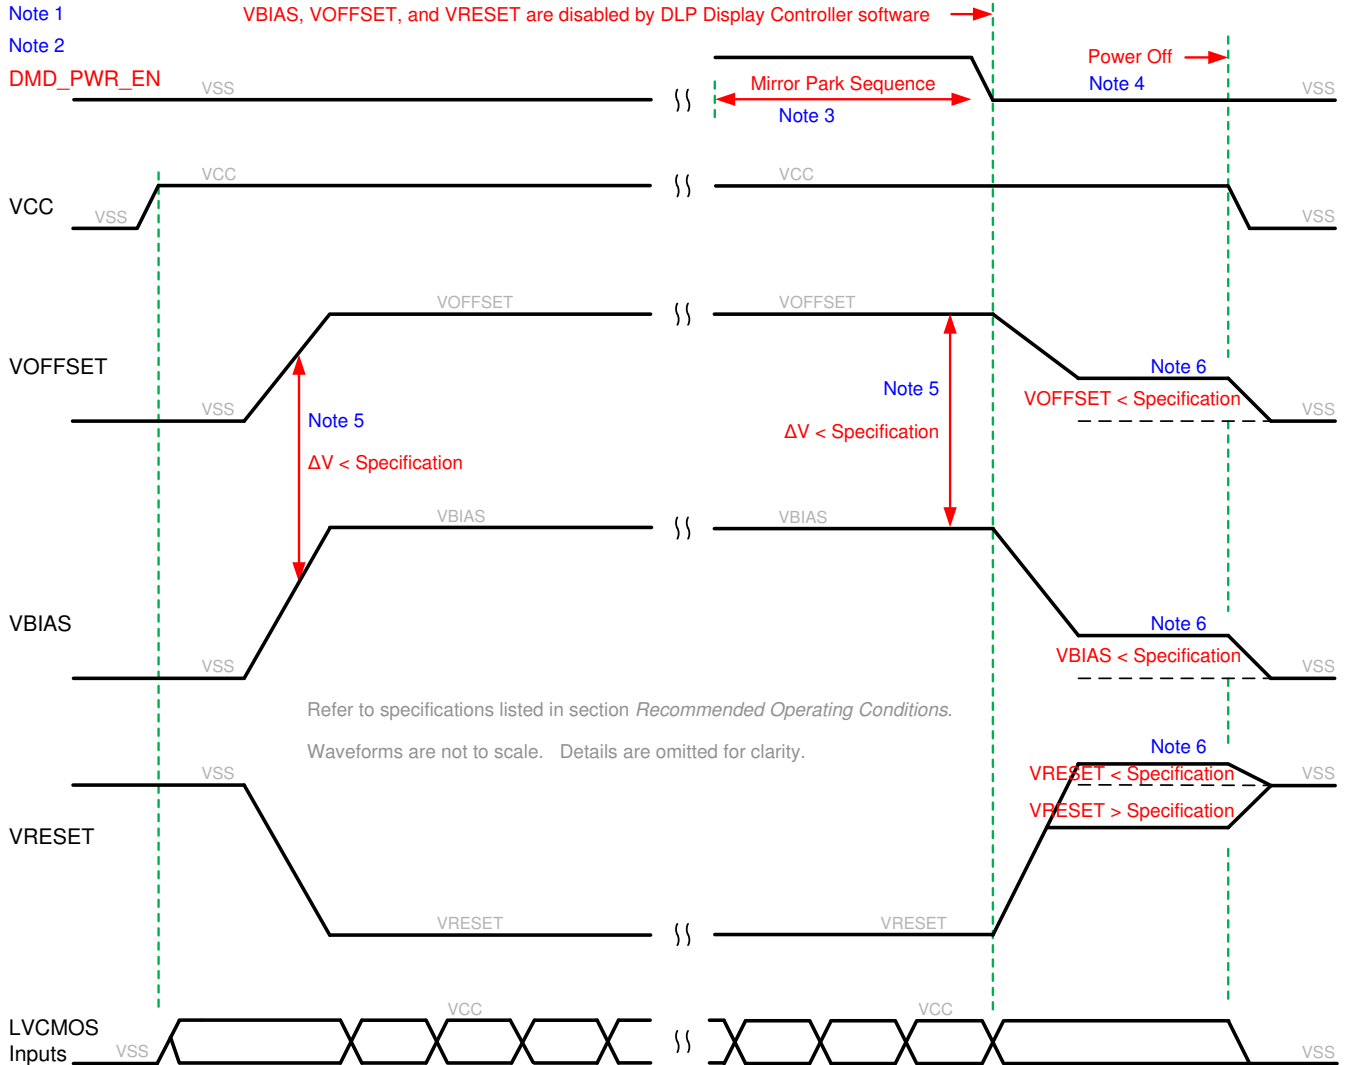 Note 1
VBIAS, VOFFSET, and VRESET are disabled by DLP Display Controller software
Note 2
Power Off
DMD_PWR_EN
VSS
Mirror Park Sequence
Note 4
VSS
Note 3
VCC
VCC
VCC
VSS
VSS
VOFFSET
VOFFSET
VOFFSET
Note 6
Note 5
VOFFSET < Specification
VSS
VSS
Note 5
ΔV < Specification
ΔV < Specification
VBIAS
VBIAS
VBIAS
Note 6
VBIAS < Specification
VSS
VSS
Refer to specifications listed in section Recommended Operating Conditions.
Waveforms are not to scale. Details are omitted for clarity.
Note 6
VSS
VRESET < Specification
VSS
VRESET > Specification
VRESET
VRESET
VRESET
VCC
VCC
LVCMOS
Inputs
VSS
VSS